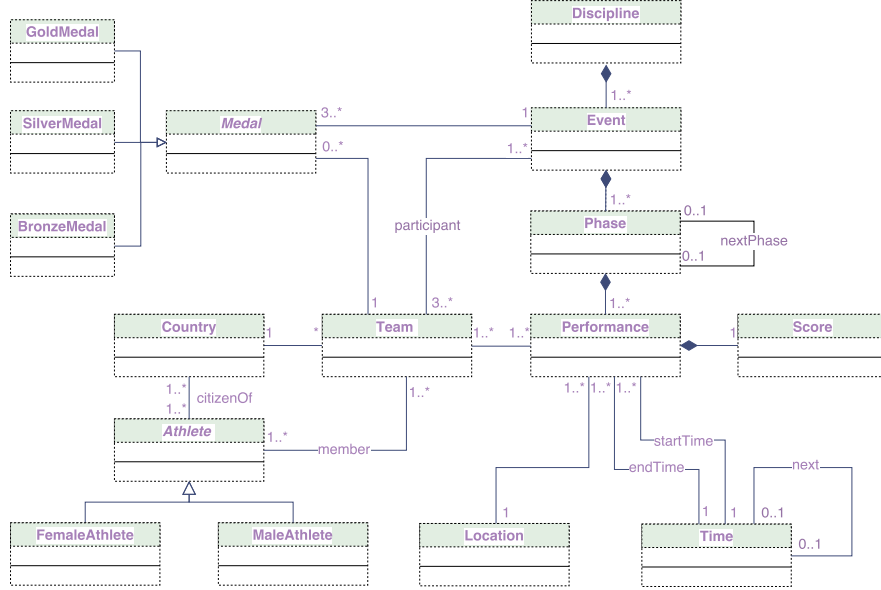 Discipline
GoldMedal
1..*
SilverMedal
Medal
3..*
1
Event
0..*
1..*
1..*
BronzeMedal
participant
Phase
0..1
nextPhase
0..1
1
3..*
1..*
Country
1
*
Team
1..*
1..*
Performance
1
Score
1..*
citizenOf
1..*
1..*
1..*
1..*
1..*
Athlete
1..*
member
startTime
endTime
next
1
1
1
0..1
FemaleAthlete
MaleAthlete
Location
Time
0..1